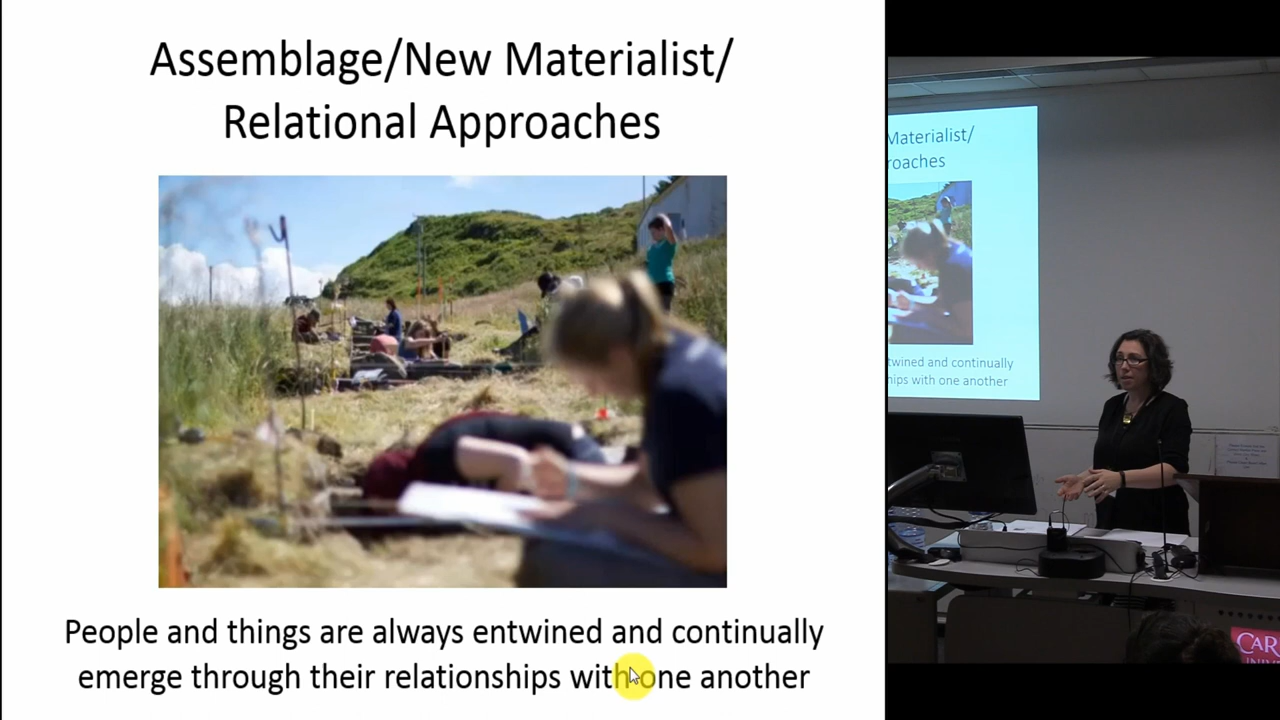 Assemblage/New Materialist/
Relational Approaches
People and things are always entwined and continually
emerge through their relationships with one another
Materialist/
roaches
twined and continually
hips with one another
CAR